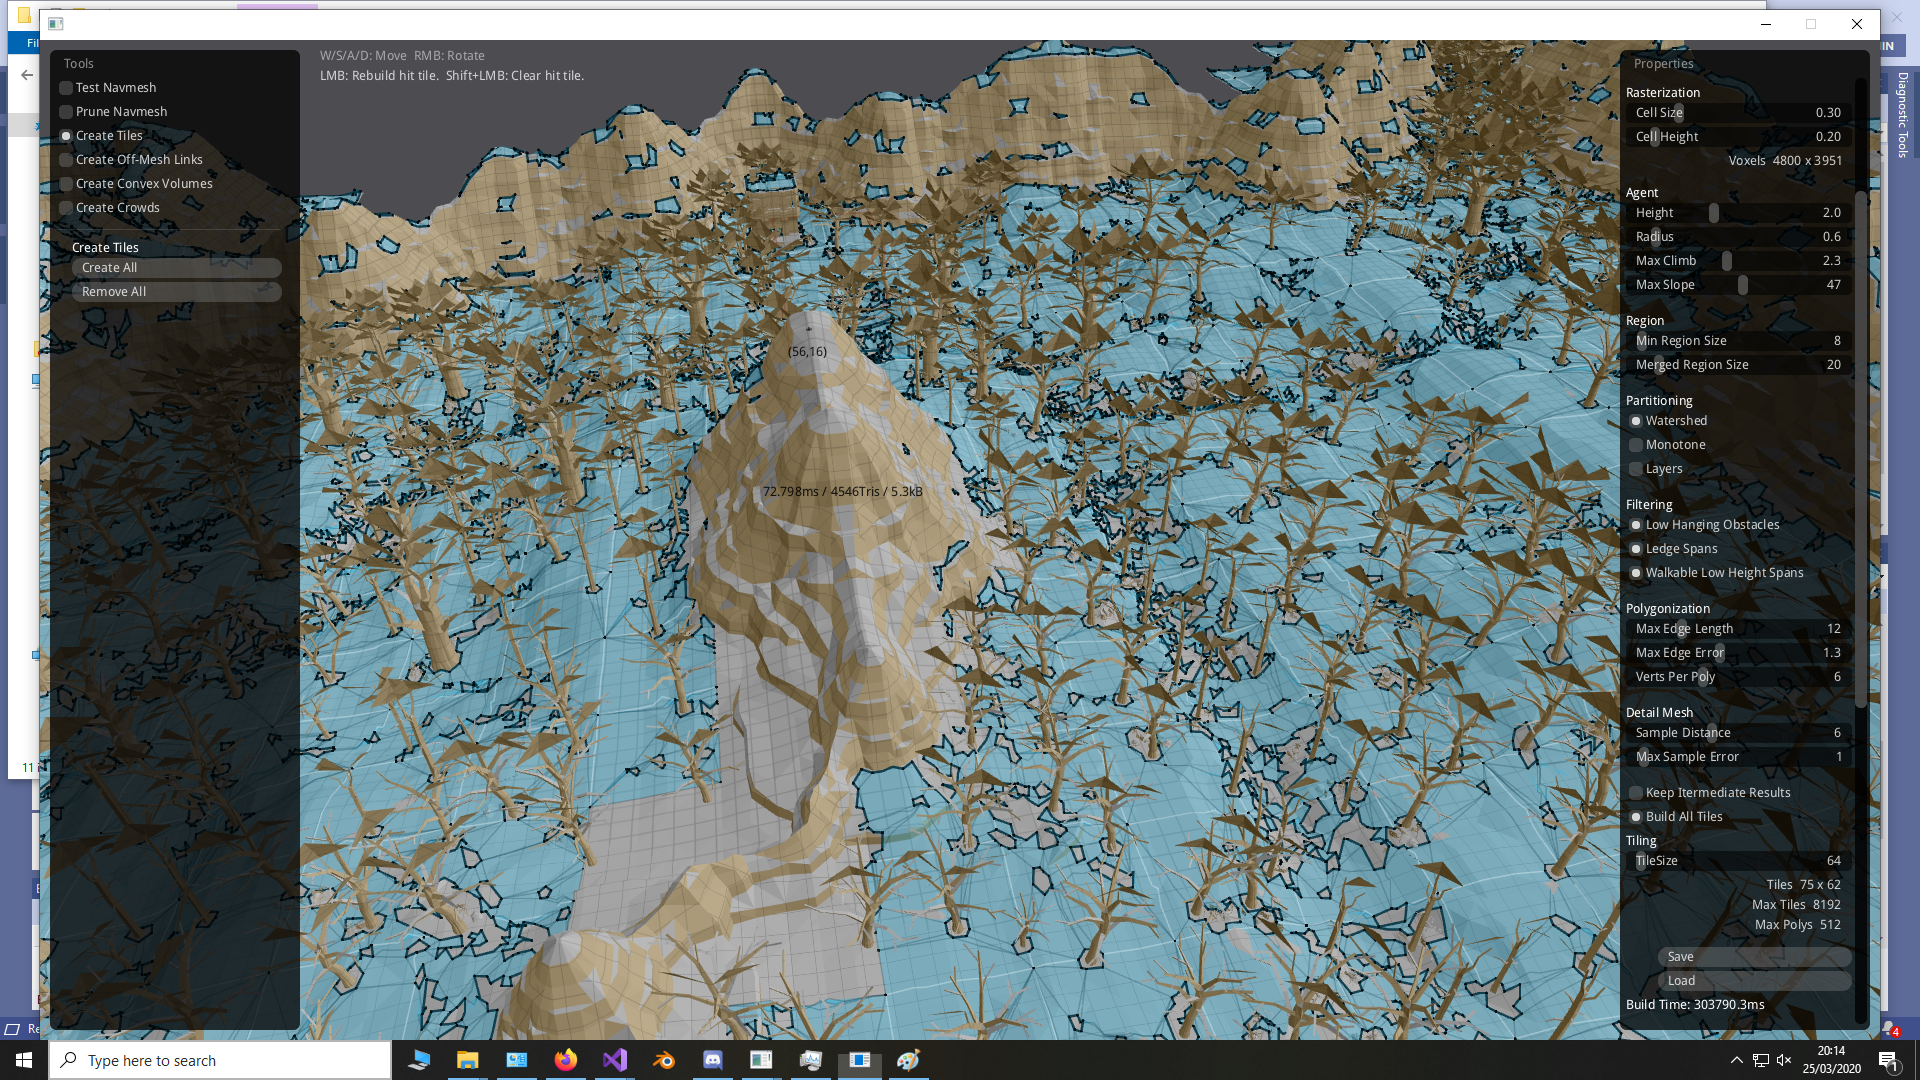 Fil
IN
Diagnostic Tools
Tools
Test Navmesh
Prune Navmesh
Create Tiles
Create Off-Mesh Links
Create Convex Volumes
Create Crowds
Create Tiles
Create All
Remove All
W/S/A/D: Move  RMB: Rotate
LMB: Rebuild hit tile.  Shift+LMB: Clear hit tile.
(56,16)
72.798ms / 4546Tris / 5.3kB
Properties
Rasterization
Cell Size 0.30
Cell Height 0.20
Voxels 4800 x 3951
Agent
Height 2.0
Radius 0.6
Max Climb 2.3
Max Slope 47
Region
Min Region Size 8
Merged Region Size 20
Partitioning
Watershed
Monotone
Layers
Filtering
Low Hanging Obstacles
Ledge Spans
Walkable Low Height Spans
Polygonization
Max Edge Length 12
Max Edge Error 1.3
Verts Per Poly 6
Detail Mesh
Sample Distance 6
Max Sample Error 1
Keep Itermediate Results
Build All Tiles
Tiling
TileSize 64
Tiles 75 x 62
Max Tiles 8192
Max Polys 512
Save
Load
Build Time: 303790.3ms
11 i
Re
4
Type here to search
20:14
25/03/2020
1